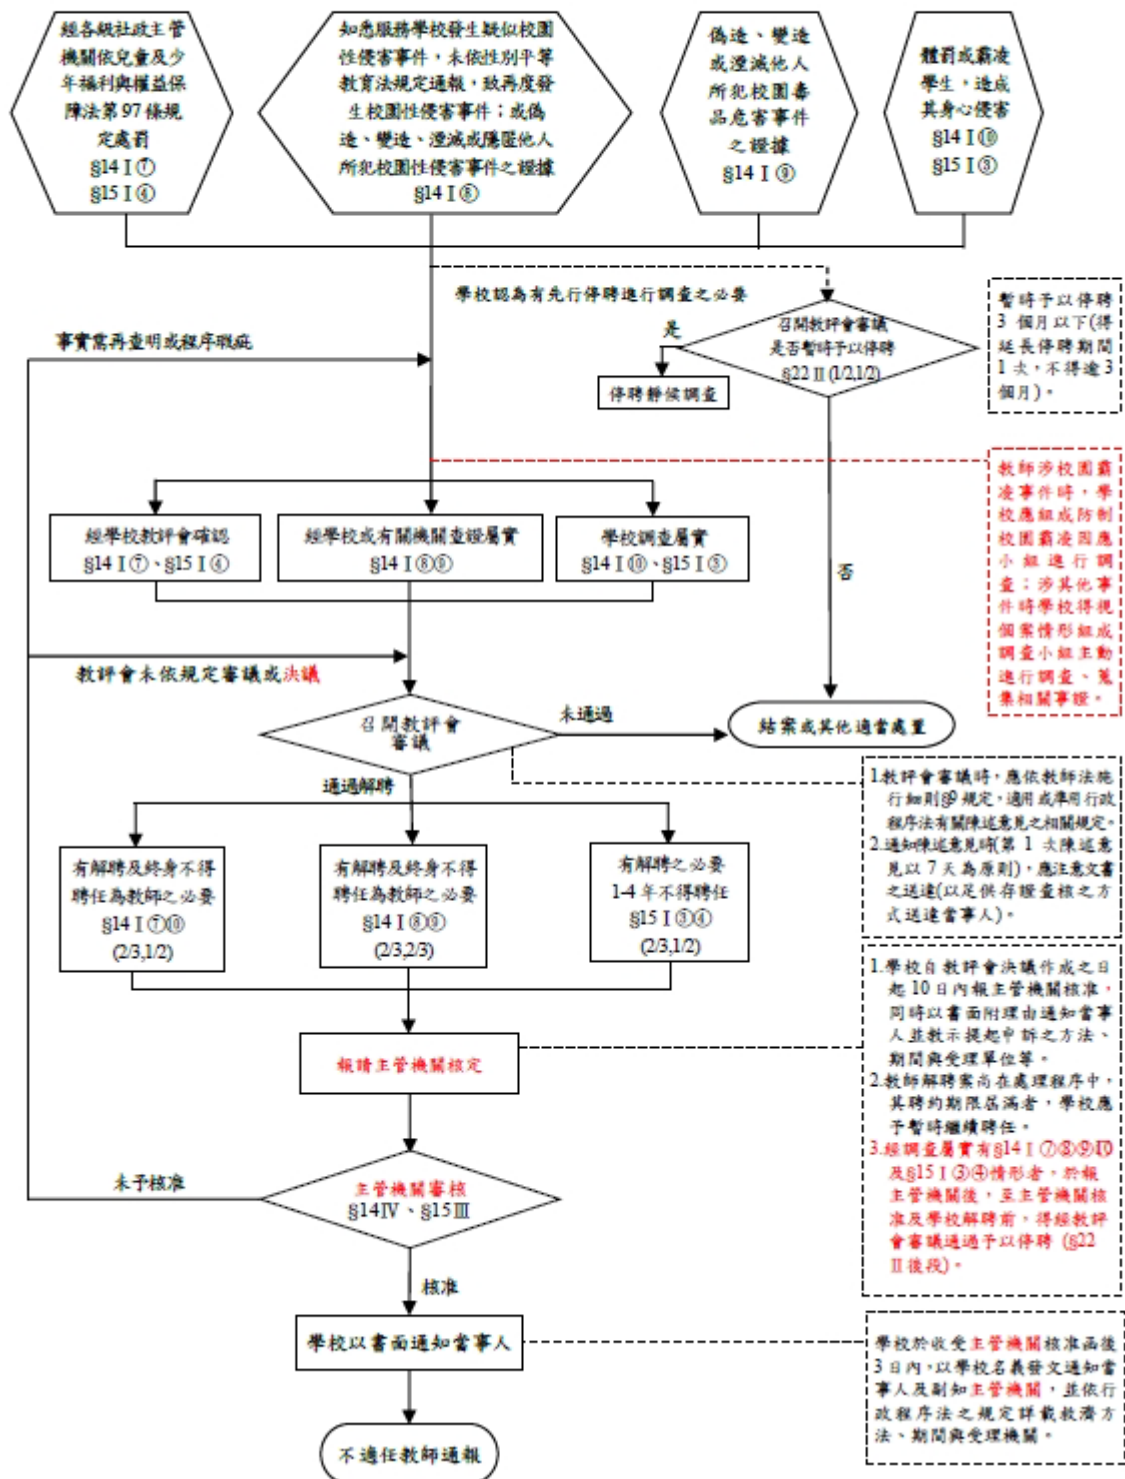 經各級社政主管
機關依兒童及少
年福利與權益保
障法第97條規
定處罰
§14Ⅰ⑦
§15Ⅰ④
知悉服務學校發生疑似校園
性侵害事件，未依性別平等
教育法規定通報，致再度發
生校園性侵害事件；或偽
造、變造、湮滅或隱匿他人
所犯校園性侵害事件之證據
§14Ⅰ⑧
偽造、變造
或湮滅他人
所犯校園毒
品危害事件
之證據
§14Ⅰ⑨
體罰或霸凌
學生，造成
其身心侵害
§14Ⅰ⑩
§15Ⅰ③
學校認為有先行停聘進行調查之必要
召開教評會審議
是否暫時予以停聘
§22Ⅱ(1/2,1/2)
是
停聘靜候調查
暫時予以停聘
3 個月以下(得
延長停聘期間
1次，不得逾3
個月)。
事實需再查明或程序瑕疵
教師涉校園霸
凌事件時，學
校應組成防制
校園霸凌因應
小組進行調
查；涉其他事
件時學校得視
個案情形組成
調查小組主動
進行調查、蒐
集相關事證。
經學校教評會確認
§14Ⅰ⑦、§15Ⅰ④
經學校或有關機關查證屬實
§14Ⅰ⑧⑨
學校調查屬實
§14Ⅰ⑩、§15Ⅰ③
否
教評會未依規定審議或決議
召開教評會
審議
未通過
結案或其他適當處置
通過解聘
1.教評會審議時，應依教師法施
行細則§9規定，適用或準用行政
程序法有關陳述意見之相關規定。
2.通知陳述意見時(第 1 次陳述意
見以 7 天為原則)，應注意文書
之送達(以足供存證查核之方
式送達當事人)。
有解聘及終身不得
聘任為教師之必要
§14Ⅰ⑦⑩
(2/3,1/2)
有解聘及終身不得
聘任為教師之必要
§14Ⅰ⑧⑨
(2/3,2/3)
有解聘之必要
1-4年不得聘任
§15Ⅰ③④
(2/3,1/2)
1.學校自教評會決議作成之日
起10日內報主管機關核准，
同時以書面附理由通知當事
人並教示提起申訴之方法、
期間與受理單位等。
2.教師解聘案尚在處理程序中，
其聘約期限屆滿者，學校應
予暫時繼續聘任。
3.經調查屬實有§14Ⅰ⑦⑧⑨⑩
及§15Ⅰ③④情形者，於報
主管機關後，至主管機關核
准及學校解聘前，得經教評
會審議通過予以停聘 (§22
Ⅱ後段)。
報請主管機關核定
未予核准
主管機關審核
§14Ⅳ、§15Ⅲ
核准
學校以書面通知當事人
學校於收受主管機關核准函後
3日內，以學校名義發文通知當
事人及副知主管機關，並依行
政程序法之規定詳載救濟方
法、期間與受理機關。
不適任教師通報